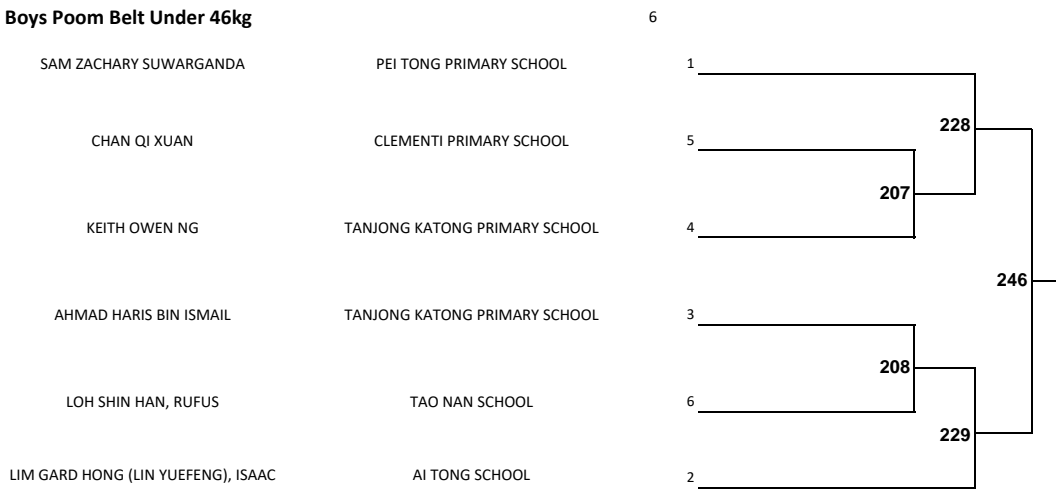 Boys Poom Belt Under 46kg 6
SAM ZACHARY SUWARGANDA PEI TONG PRIMARY SCHOOL 1
228
CHAN QI XUAN CLEMENTI PRIMARY SCHOOL 5
207
KEITH OWEN NG TANJONG KATONG PRIMARY SCHOOL 4
246
AHMAD HARIS BIN ISMAIL TANJONG KATONG PRIMARY SCHOOL 3
208
LOH SHIN HAN, RUFUS TAO NAN SCHOOL 6
229
LIM GARD HONG (LIN YUEFENG), ISAAC AI TONG SCHOOL 2